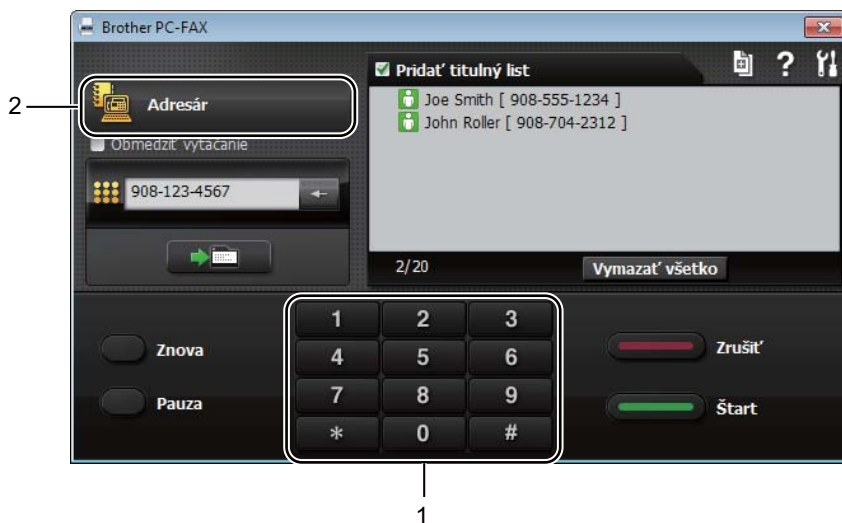 Brother PC-FAX
2
Adresár
Obmedziť vytáčanie
908-123-4567
Pridať titulný list
?
Joe Smith [ 908-555-1234 ]
John Roller [ 908-704-2312 ]
2/20
Vymazať všetko
Znova
Pauza
1 2 3
4 5 6
7 8 9
* 0 #
Zrušiť
Štart
1